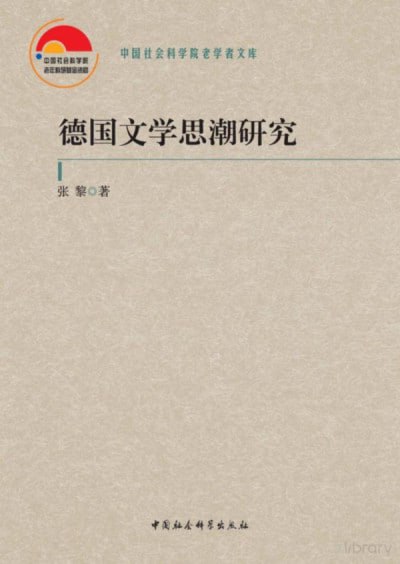 中国社会科学院
老年科研基金资助
中国社会科学院老学者文库
德国文学思潮研究
张 黎◎著
中国社会科学出版社
library